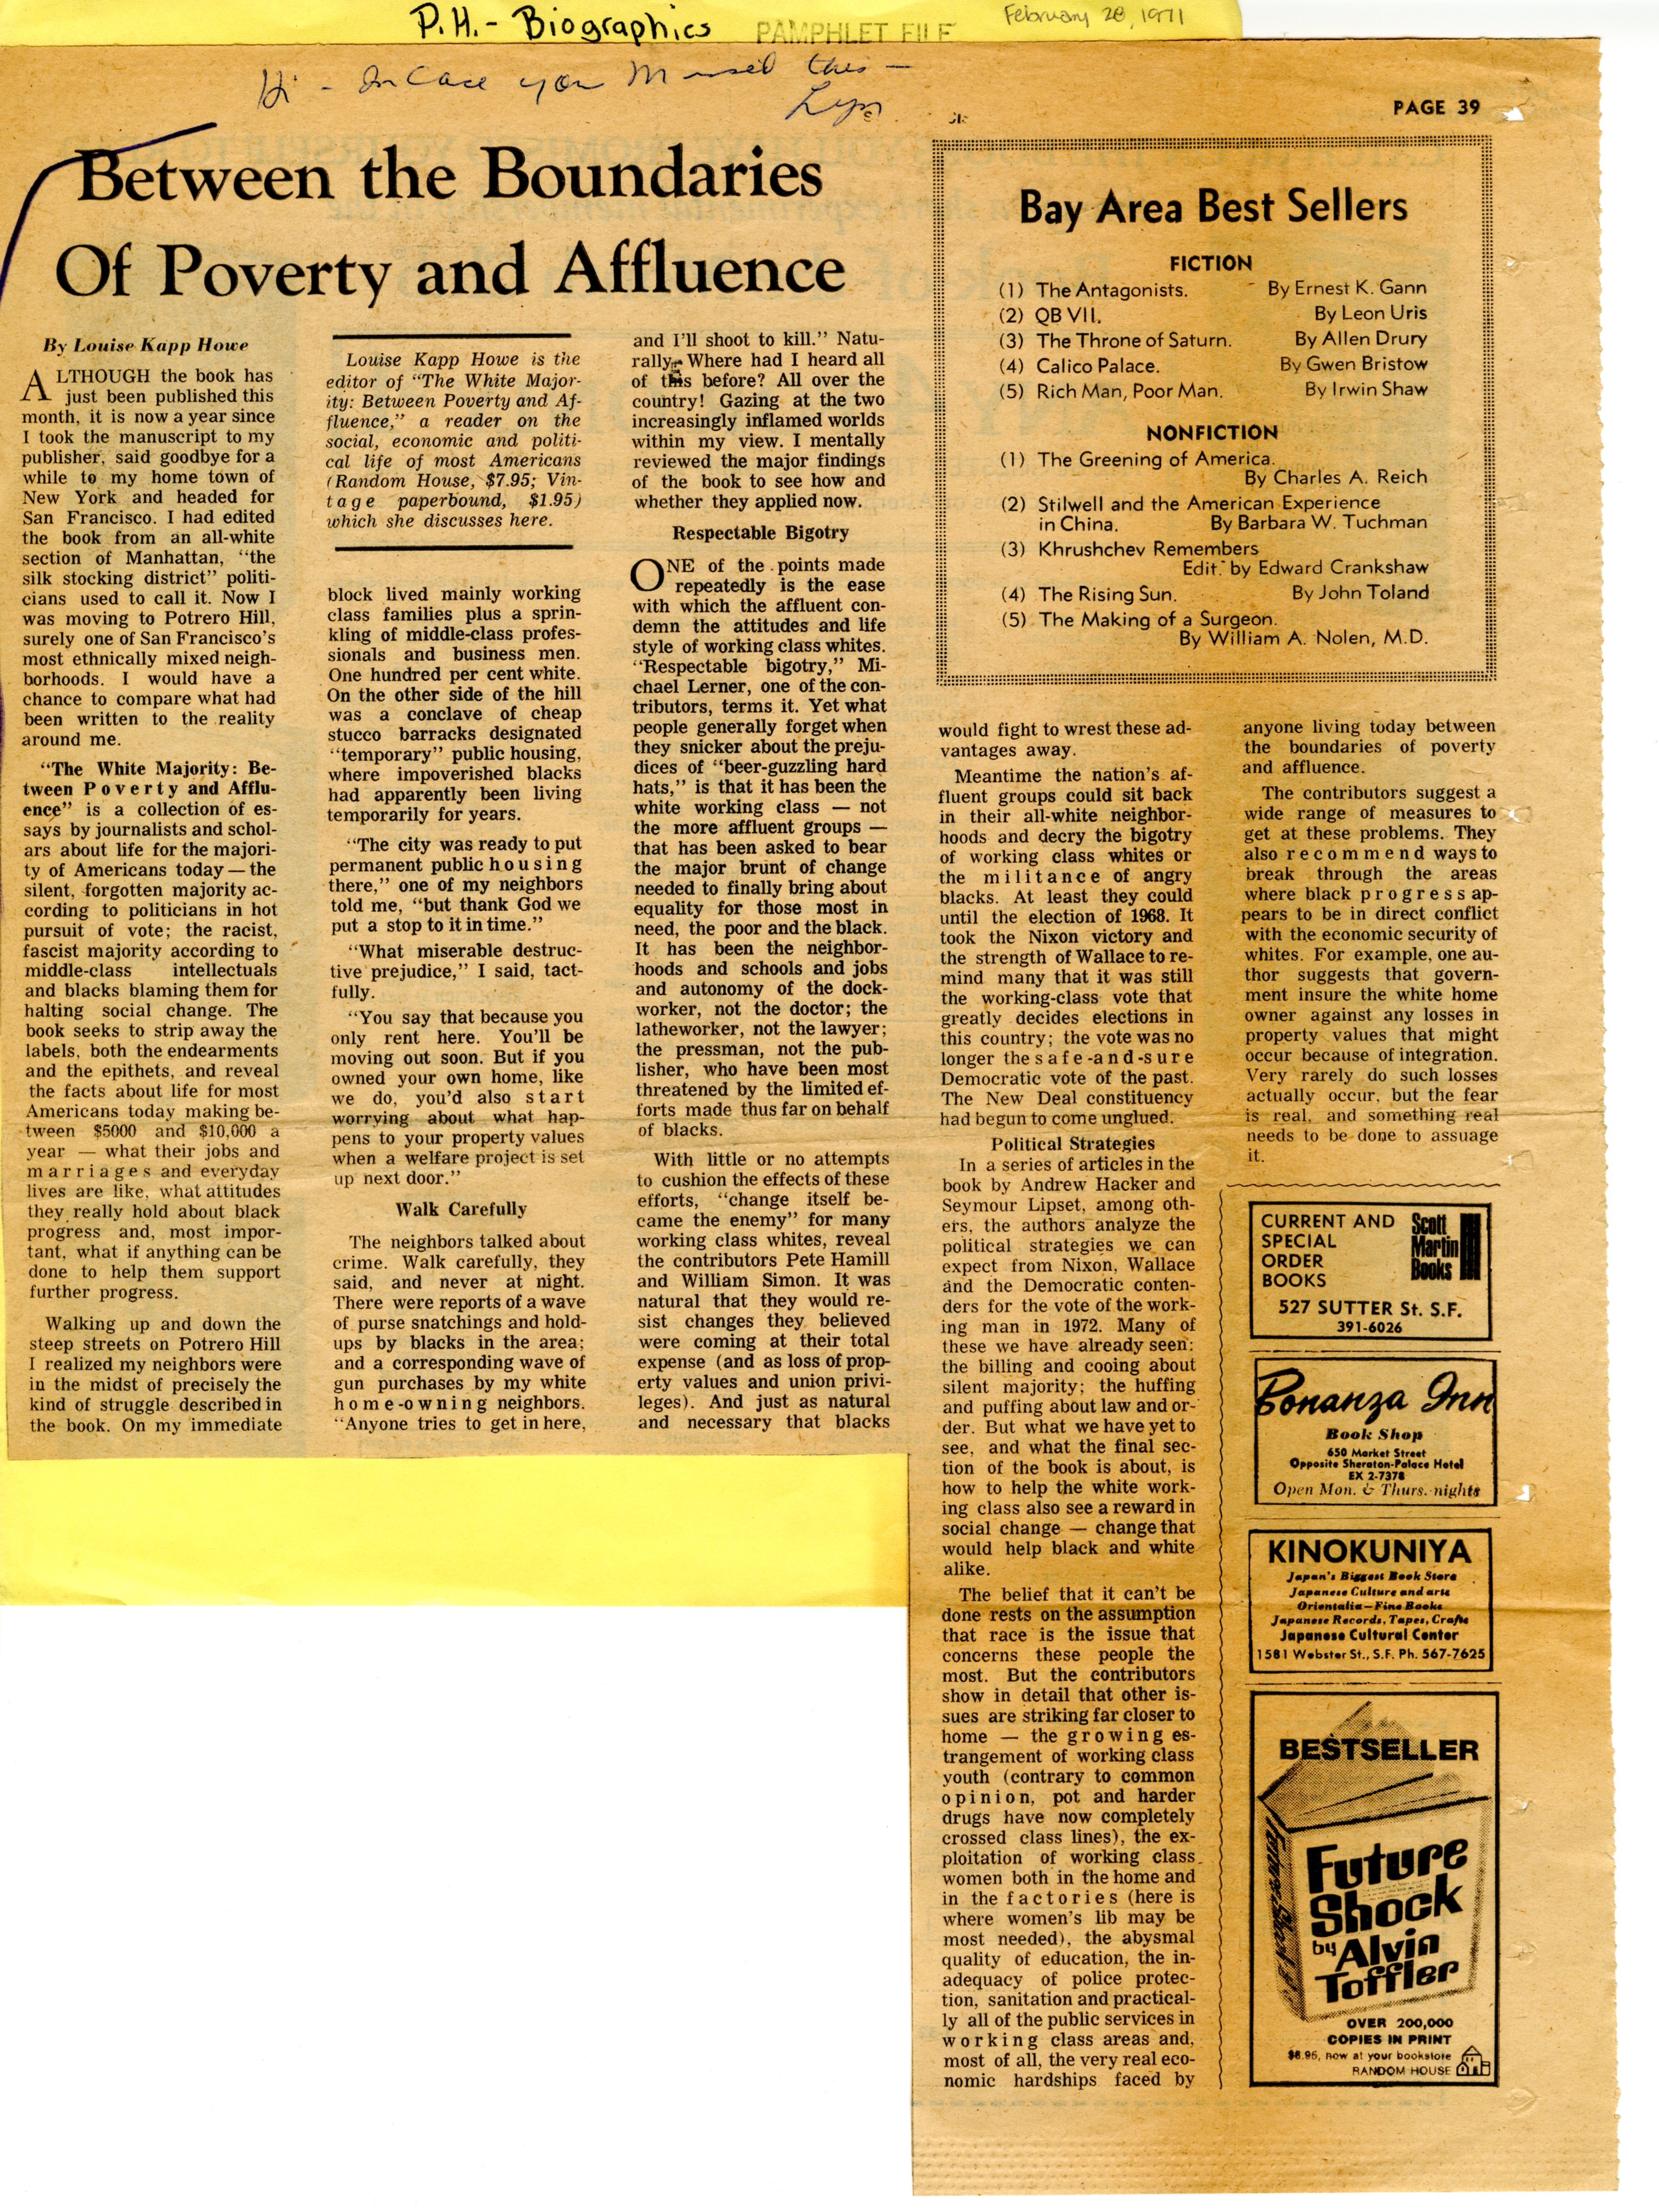 P.H.- Biographics
PAMPHLET FILE
February 28, 1971
Hi - In Case you Missed this -
PAGE 39
Between the Boundaries
Of Poverty and Affluence
By Louise Kapp Howe
ALTHOUGH the book has
just been published this
month, it is now a year since
I took the manuscript to my
publisher, said goodbye for a
while to my home town of
New York and headed for
San Francisco. I had edited
the book from an all-white
section of Manhattan, "the
silk stocking district" politi-
cians used to call it. Now I
was moving to Potrero Hill,
surely one of San Francisco's
most ethnically mixed neigh-
borhoods. I would have a
chance to compare what had
been written to the reality
around me.
"The White Majority: Be-
tween Poverty and Afflu-
ence" is a collection of es-
says by journalists and schol-
ars about life for the majori-
ty of Americans today — the
silent, forgotten majority ac-
cording to politicians in hot
pursuit of vote; the racist,
fascist majority according to
middle-class intellectuals
and blacks blaming them for
halting social change. The
book seeks to strip away the
labels, both the endearments
and the epithets, and reveal
the facts about life for most
Americans today making be-
tween $5000 and $10,000 a
year — what their jobs and
marriages and everyday
lives are like, what attitudes
they really hold about black
progress and, most impor-
tant, what if anything can be
done to help them support
further progress.
Walking up and down the
steep streets on Potrero Hill
I realized my neighbors were
in the midst of precisely the
kind of struggle described in
the book. On my immediate
Louise Kapp Howe is the
editor of "The White Major-
ity: Between Poverty and Af-
fluence," a reader on the
social, economic and politi-
cal life of most Americans
(Random House, $7.95; Vin-
tage paperbound, $1.95)
which she discusses here.
block lived mainly working
class families plus a sprin-
kling of middle-class profes-
sionals and business men.
One hundred per cent white.
On the other side of the hill
was a conclave of cheap
stucco barracks designated
"temporary" public housing,
where impoverished blacks
had apparently been living
temporarily for years.
"The city was ready to put
permanent public housing
there," one of my neighbors
told me, "but thank God we
put a stop to it in time."
"What miserable destruc-
tive prejudice," I said, tact-
fully.
"You say that because you
only rent here. You'll be
moving out soon. But if you
owned your own home, like
we do, you'd also start
worrying about what hap-
pens to your property values
when a welfare project is set
up next door."
Walk Carefully
The neighbors talked about
crime. Walk carefully, they
said, and never at night.
There were reports of a wave
of purse snatchings and hold-
ups by blacks in the area;
and a corresponding wave of
gun purchases by my white
home-owning neighbors.
"Anyone tries to get in here,
and I'll shoot to kill." Natu-
rally. Where had I heard all
of this before? All over the
country! Gazing at the two
increasingly inflamed worlds
within my view. I mentally
reviewed the major findings
of the book to see how and
whether they applied now.
Respectable Bigotry
ONE of the points made
repeatedly is the ease
with which the affluent con-
demn the attitudes and life
style of working class whites.
"Respectable bigotry," Mi-
chael Lerner, one of the con-
tributors, terms it. Yet what
people generally forget when
they snicker about the preju-
dices of "beer-guzzling hard
hats," is that it has been the
white working class — not
the more affluent groups —
that has been asked to bear
the major brunt of change
needed to finally bring about
equality for those most in
need, the poor and the black.
It has been the neighbor-
hoods and schools and jobs
and autonomy of the dock-
worker, not the doctor; the
latheworker, not the lawyer;
the pressman, not the pub-
lisher, who have been most
threatened by the limited ef-
forts made thus far on behalf
of blacks.
With little or no attempts
to cushion the effects of these
efforts, "change itself be-
came the enemy" for many
working class whites, reveal
the contributors Pete Hamill
and William Simon. It was
natural that they would re-
sist changes they believed
were coming at their total
expense (and as loss of prop-
erty values and union privi-
leges). And just as natural
and necessary that blacks
Bay Area Best Sellers
FICTION
(1) The Antagonists. By Ernest K. Gann
(2) QB VII. By Leon Uris
(3) The Throne of Saturn. By Allen Drury
(4) Calico Palace. By Gwen Bristow
(5) Rich Man, Poor Man. By Irwin Shaw
NONFICTION
(1) The Greening of America.
By Charles A. Reich
(2) Stilwell and the American Experience
in China. By Barbara W. Tuchman
(3) Khrushchev Remembers
Edit. by Edward Crankshaw
(4) The Rising Sun. By John Toland
(5) The Making of a Surgeon.
By William A. Nolen, M.D.
would fight to wrest these ad-
vantages away.
Meantime the nation's af-
fluent groups could sit back
in their all-white neighbor-
hoods and decry the bigotry
of working class whites or
the militance of angry
blacks. At least they could
until the election of 1968. It
took the Nixon victory and
the strength of Wallace to re-
mind many that it was still
the working-class vote that
greatly decides elections in
this country; the vote was no
longer the safe-and-sure
Democratic vote of the past.
The New Deal constituency
had begun to come unglued.
Political Strategies
In a series of articles in the
book by Andrew Hacker and
Seymour Lipset, among oth-
ers, the authors analyze the
political strategies we can
expect from Nixon, Wallace
and the Democratic conten-
ders for the vote of the work-
ing man in 1972. Many of
these we have already seen:
the billing and cooing about
silent majority; the huffing
and puffing about law and or-
der. But what we have yet to
see, and what the final sec-
tion of the book is about, is
how to help the white work-
ing class also see a reward in
social change — change that
would help black and white
alike.
The belief that it can't be
done rests on the assumption
that race is the issue that
concerns these people the
most. But the contributors
show in detail that other is-
sues are striking far closer to
home — the growing es-
trangement of working class
youth (contrary to common
opinion, pot and harder
drugs have now completely
crossed class lines), the ex-
ploitation of working class
women both in the home and
in the factories (here is
where women's lib may be
most needed), the abysmal
quality of education, the in-
adequacy of police protec-
tion, sanitation and practical-
ly all of the public services in
working class areas and,
most of all, the very real eco-
nomic hardships faced by
anyone living today between
the boundaries of poverty
and affluence.
The contributors suggest a
wide range of measures to
get at these problems. They
also recommend ways to
break through the areas
where black progress ap-
pears to be in direct conflict
with the economic security of
whites. For example, one au-
thor suggests that govern-
ment insure the white home
owner against any losses in
property values that might
occur because of integration.
Very rarely do such losses
actually occur, but the fear
is real, and something real
needs to be done to assuage
it.
CURRENT AND
SPECIAL
ORDER
BOOKS
Scott
Martin
Books
527 SUTTER St. S.F.
391-6026
Bonanza Inn
Book Shop
650 Market Street
Opposite Sheraton-Palace Hotel
EX 2-7378
Open Mon. & Thurs. nights
KINOKUNIYA
Japan's Biggest Book Store
Japanese Culture and arts
Orientalia—Fine Books
Japanese Records, Tapes, Crafts
Japanese Cultural Center
1581 Webster St., S.F. Ph. 567-7625
BESTSELLER
Future Shock
Future
Shock
by Alvin
Toffler
OVER 200,000
COPIES IN PRINT
$8.95, now at your bookstore
RANDOM HOUSE